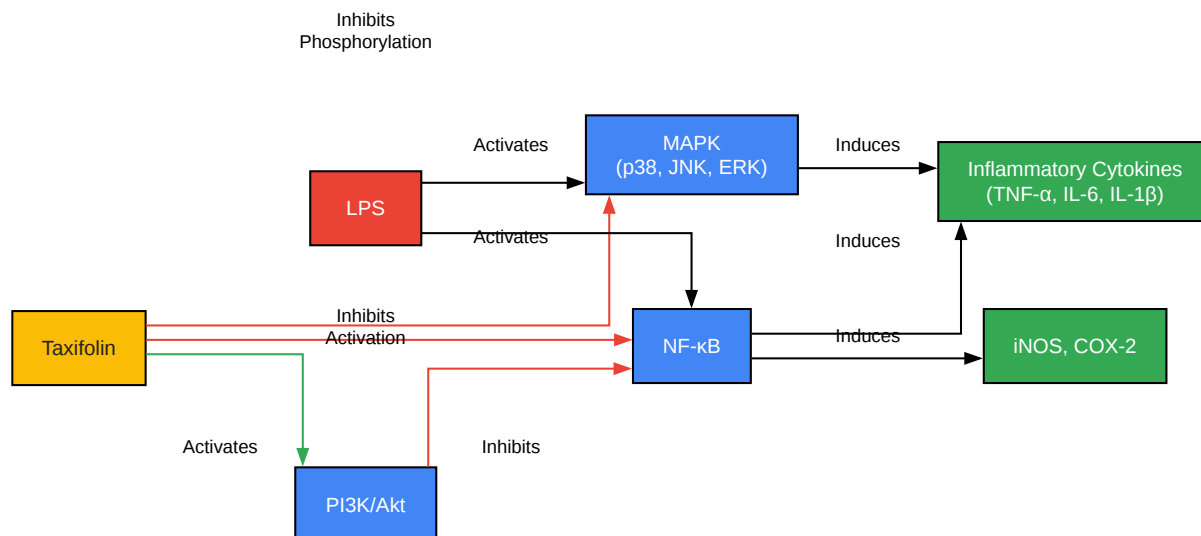 Inhibits
Phosphorylation
Activates
MAPK
(p38, JNK, ERK)
Induces
Inflammatory Cytokines
(TNF-α, IL-6, IL-1β)
LPS
Activates
Induces
Taxifolin
Inhibits
Activation
NF-κB
Induces
iNOS, COX-2
Activates
Inhibits
PI3K/Akt